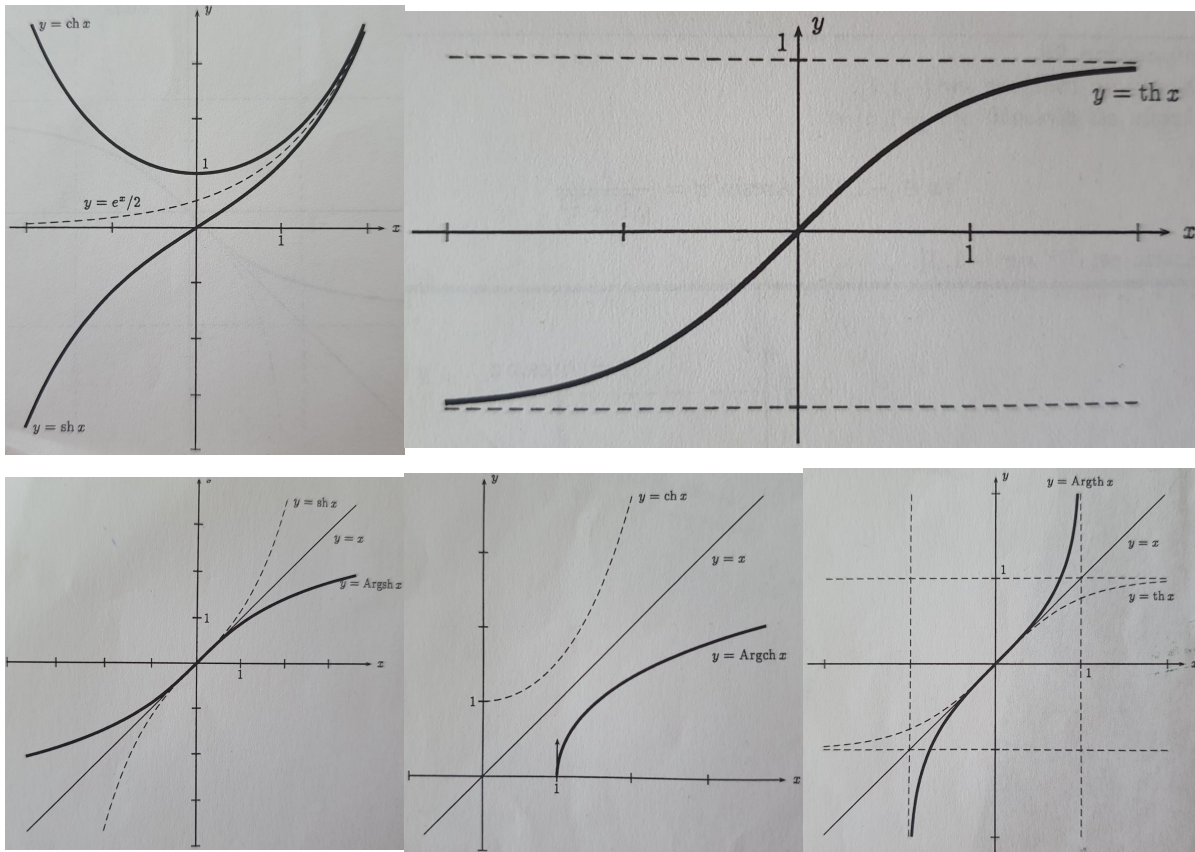 y = ch x
y
1
y = e^x/2
1
x
y = sh x
1
y
y = th x
x
1
y = sh x
y = x
y = Argsh x
1
x
1
y
y = ch x
y = x
1
y = Argch x
x
1
y
y = Argth x
y = x
1
y = th x
1